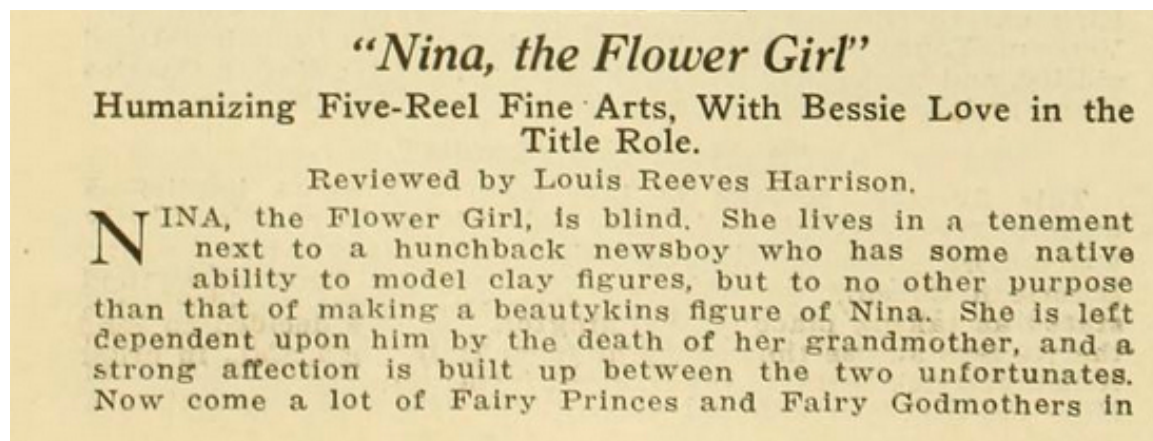 "Nina, the Flower Girl"
Humanizing Five-Reel Fine Arts, With Bessie Love in the
Title Role.
Reviewed by Louis Reeves Harrison.
NINA, the Flower Girl, is blind. She lives in a tenement
next to a hunchback newsboy who has some native
ability to model clay figures, but to no other purpose
than that of making a beautykins figure of Nina. She is left
dependent upon him by the death of her grandmother, and a
strong affection is built up between the two unfortunates.
Now come a lot of Fairy Princes and Fairy Godmothers in